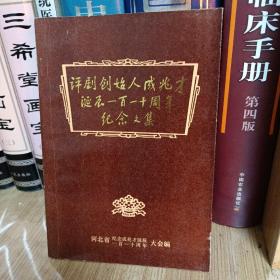 评剧创始人成兆才
诞辰一百一十周年
纪念文集
河北省纪念成兆才诞辰一百一十周年大会编
三希堂画宝
临床手册
第四版